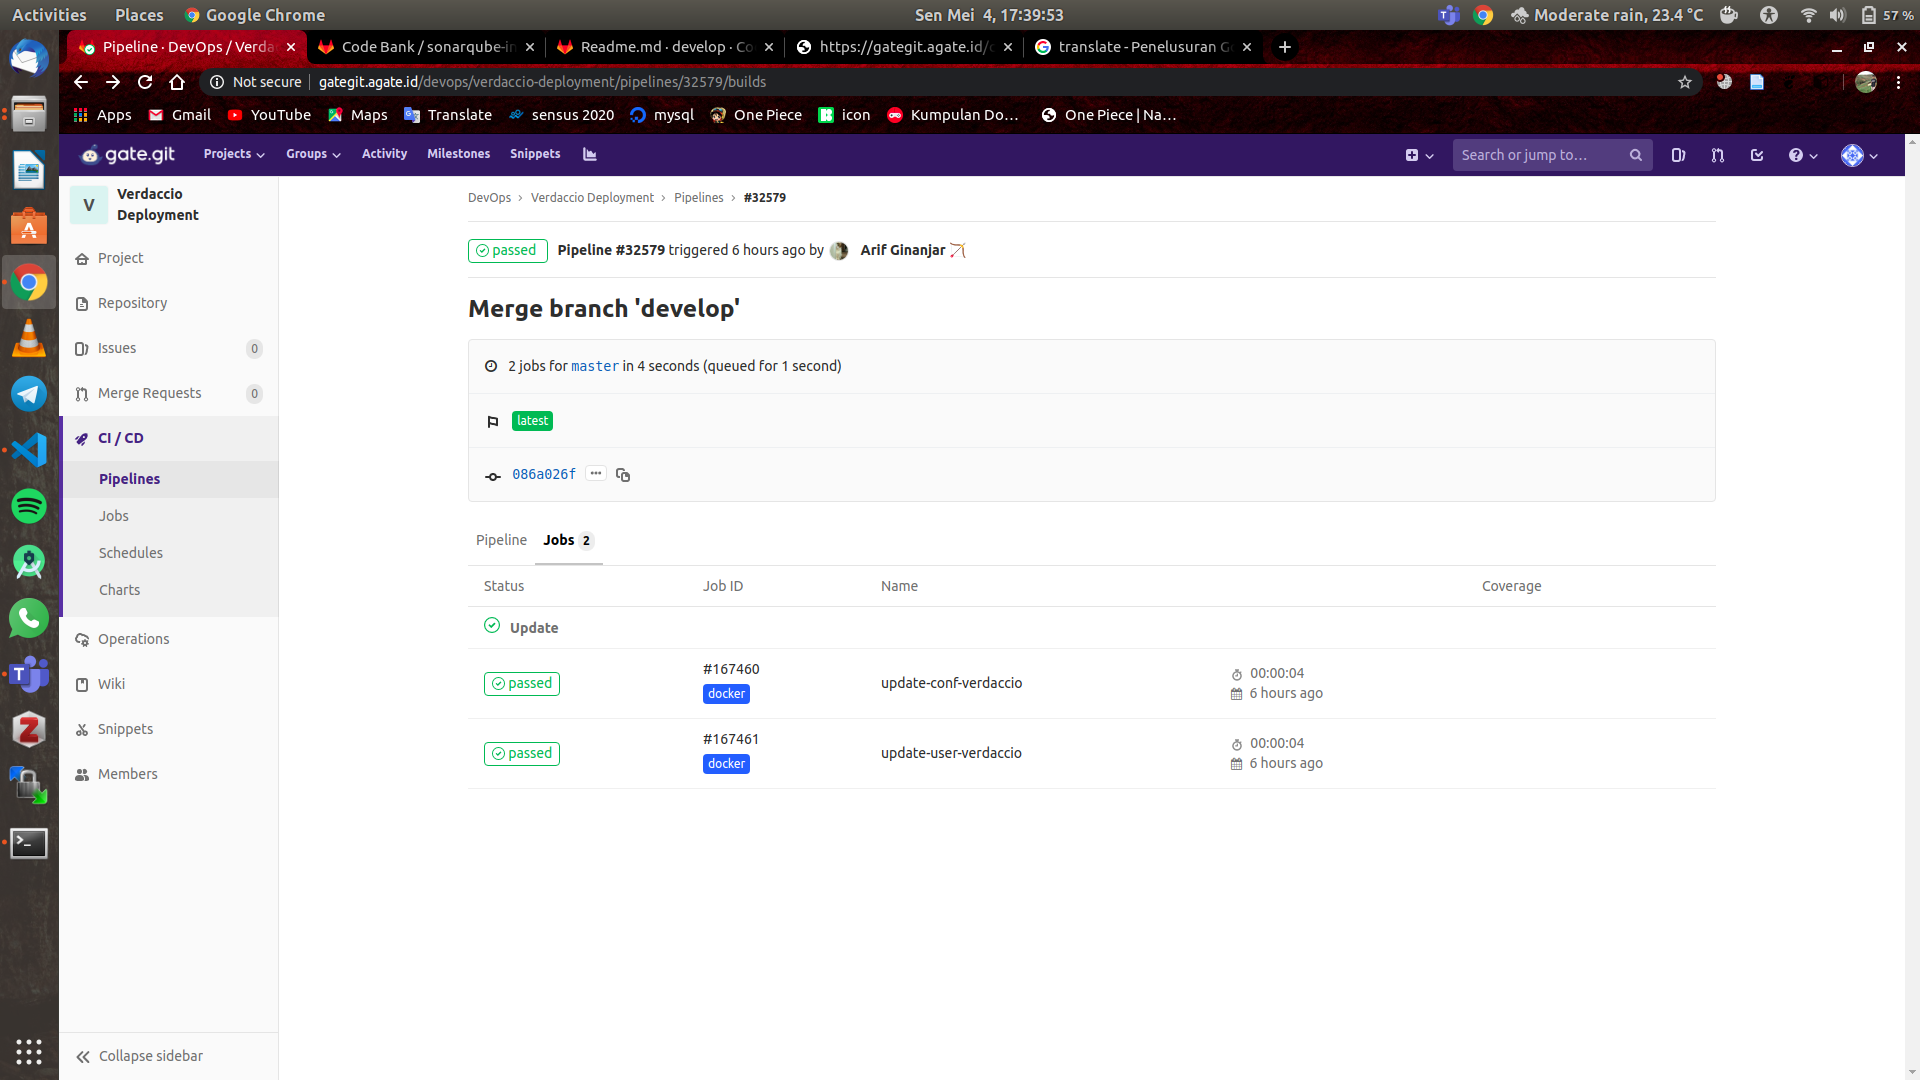 Activities Places Google Chrome Sen Mei 4, 17:39:53 Moderate rain, 23.4 °C 57 %
Pipeline · DevOps / Verda Code Bank / sonarqube-in Readme.md · develop · Co https://gategit.agate.id/d translate - Penelusuran Go
Not secure gategit.agate.id/devops/verdaccio-deployment/pipelines/32579/builds
Apps Gmail YouTube Maps Translate sensus 2020 mysql One Piece icon Kumpulan Do... One Piece | Na...
gate.git Projects Groups Activity Milestones Snippets Search or jump to...
V
Verdaccio
Deployment
Project
Repository
Issues 0
Merge Requests 0
CI / CD
Pipelines
Jobs
Schedules
Charts
Operations
Wiki
Snippets
Members
Collapse sidebar
DevOps › Verdaccio Deployment › Pipelines › #32579
passed Pipeline #32579 triggered 6 hours ago by Arif Ginanjar
Merge branch 'develop'
2 jobs for master in 4 seconds (queued for 1 second)
latest
086a026f
Pipeline Jobs 2
Status Job ID Name Coverage
Update
passed #167460 docker update-conf-verdaccio 00:00:04 6 hours ago
passed #167461 docker update-user-verdaccio 00:00:04 6 hours ago